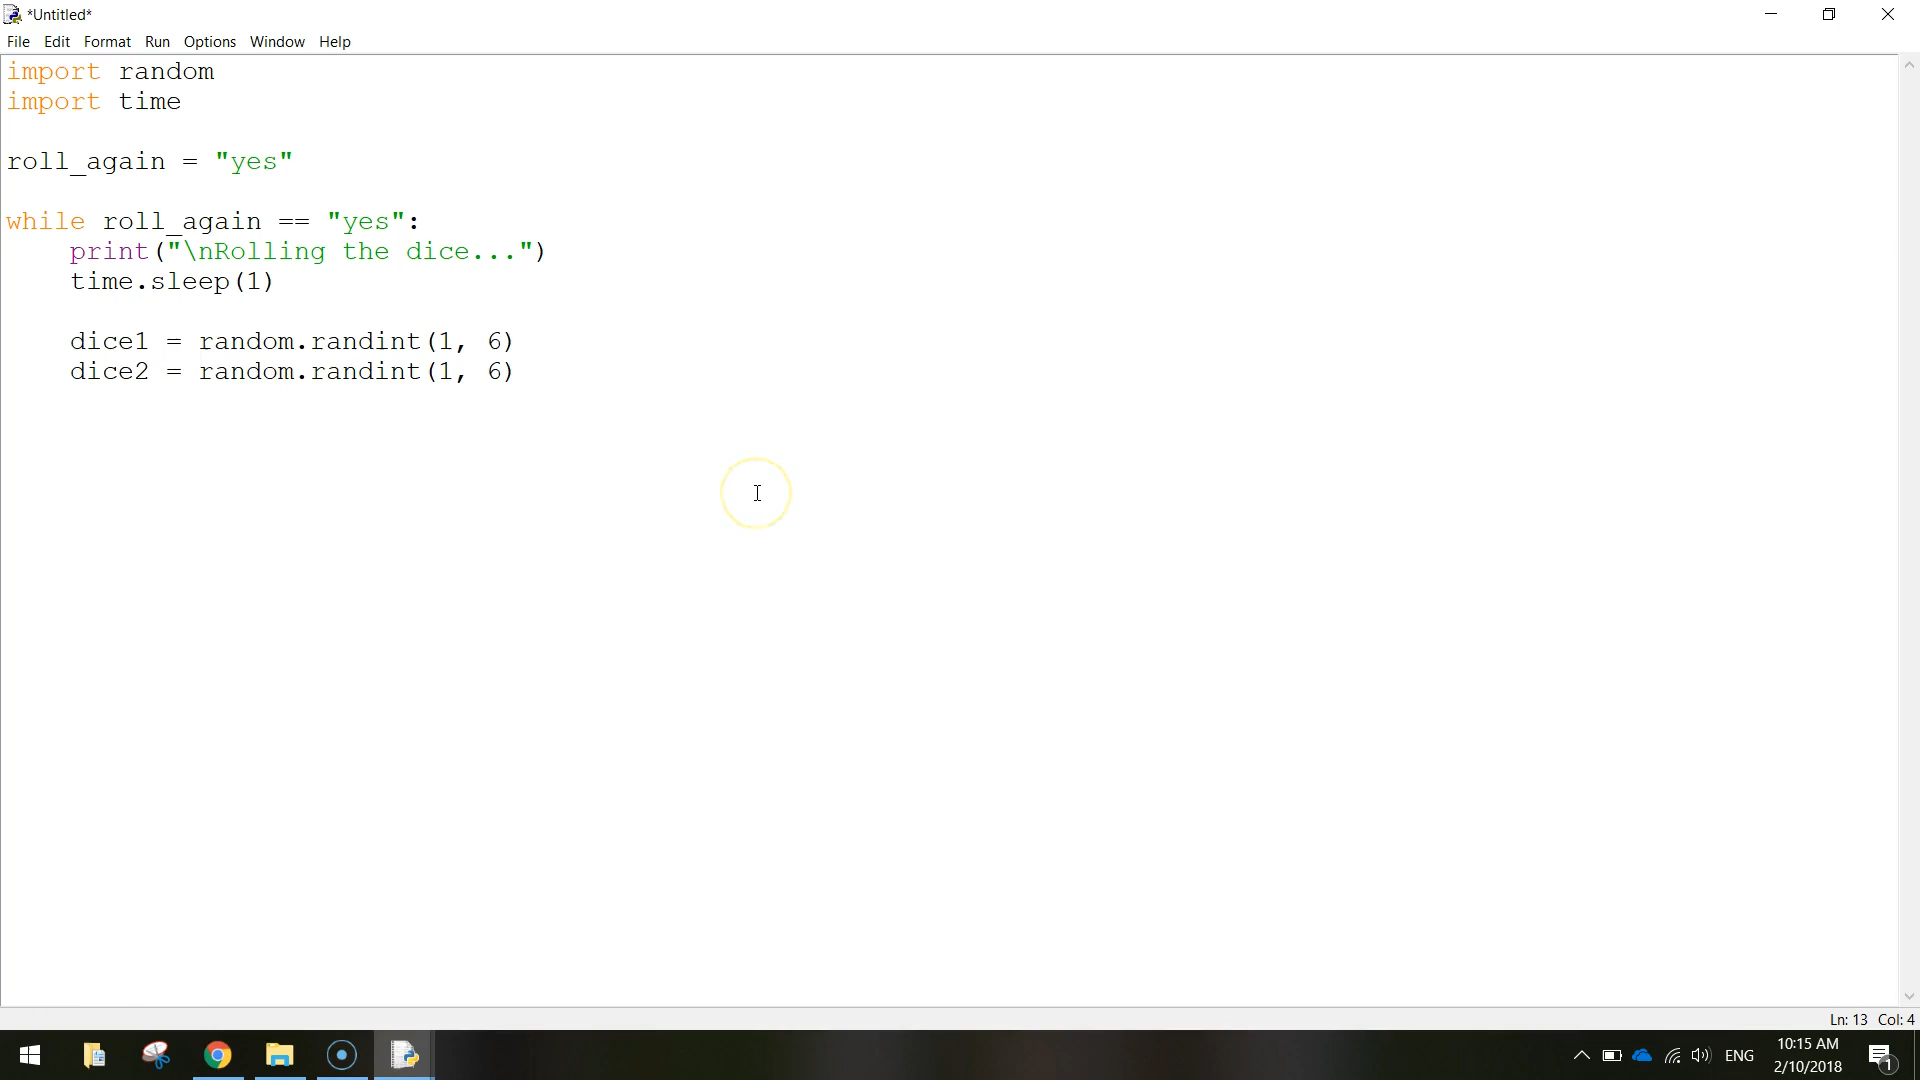 *Untitled*
File Edit Format Run Options Window Help
import random
import time
roll_again = "yes"
while roll_again == "yes":
    print("\nRolling the dice...")
    time.sleep(1)
    dice1 = random.randint(1, 6)
    dice2 = random.randint(1, 6)
Ln: 13 Col: 4
ENG
10:15 AM
2/10/2018
1